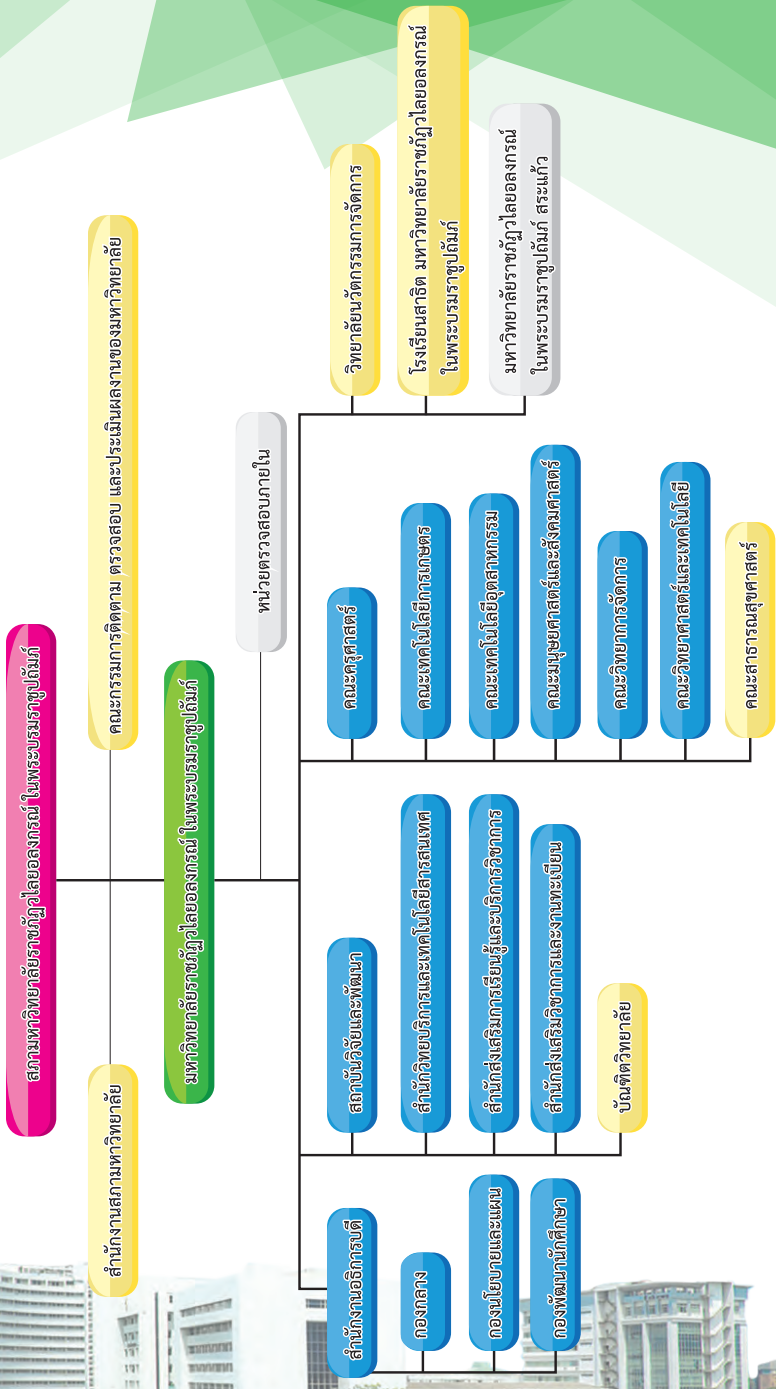 สภามหาวิทยาลัยราชภัฏวไลยอลงกรณ์ ในพระบรมราชูปถัมภ์
สำนักงานสภามหาวิทยาลัย
คณะกรรมการติดตาม ตรวจสอบ และประเมินผลงานของมหาวิทยาลัย
มหาวิทยาลัยราชภัฏวไลยอลงกรณ์ ในพระบรมราชูปถัมภ์
หน่วยตรวจสอบภายใน
สำนักงานอธิการบดี
กองกลาง
กองนโยบายและแผน
กองพัฒนานักศึกษา
สถาบันวิจัยและพัฒนา
สำนักวิทยบริการและเทคโนโลยีสารสนเทศ
สำนักส่งเสริมการเรียนรู้และบริการวิชาการ
สำนักส่งเสริมวิชาการและงานทะเบียน
บัณฑิตวิทยาลัย
คณะครุศาสตร์
คณะเทคโนโลยีการเกษตร
คณะเทคโนโลยีอุตสาหกรรม
คณะมนุษยศาสตร์และสังคมศาสตร์
คณะวิทยาการจัดการ
คณะวิทยาศาสตร์และเทคโนโลยี
คณะสาธารณสุขศาสตร์
วิทยาลัยนวัตกรรมการจัดการ
โรงเรียนสาธิต มหาวิทยาลัยราชภัฏวไลยอลงกรณ์
ในพระบรมราชูปถัมภ์
มหาวิทยาลัยราชภัฏวไลยอลงกรณ์
ในพระบรมราชูปถัมภ์ สระแก้ว